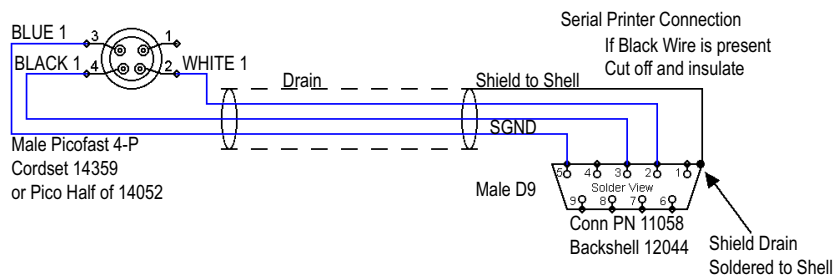 Serial Printer Connection
If Black Wire is present
Cut off and insulate
BLUE 1
3
1
BLACK 1
4
2
WHITE 1
Drain
Shield to Shell
SGND
Male Picofast 4-P
Cordset 14359
or Pico Half of 14052
Male D9
5 4 3 2 1
Solder View
9 8 7 6
Conn PN 11058
Backshell 12044
Shield Drain
Soldered to Shell